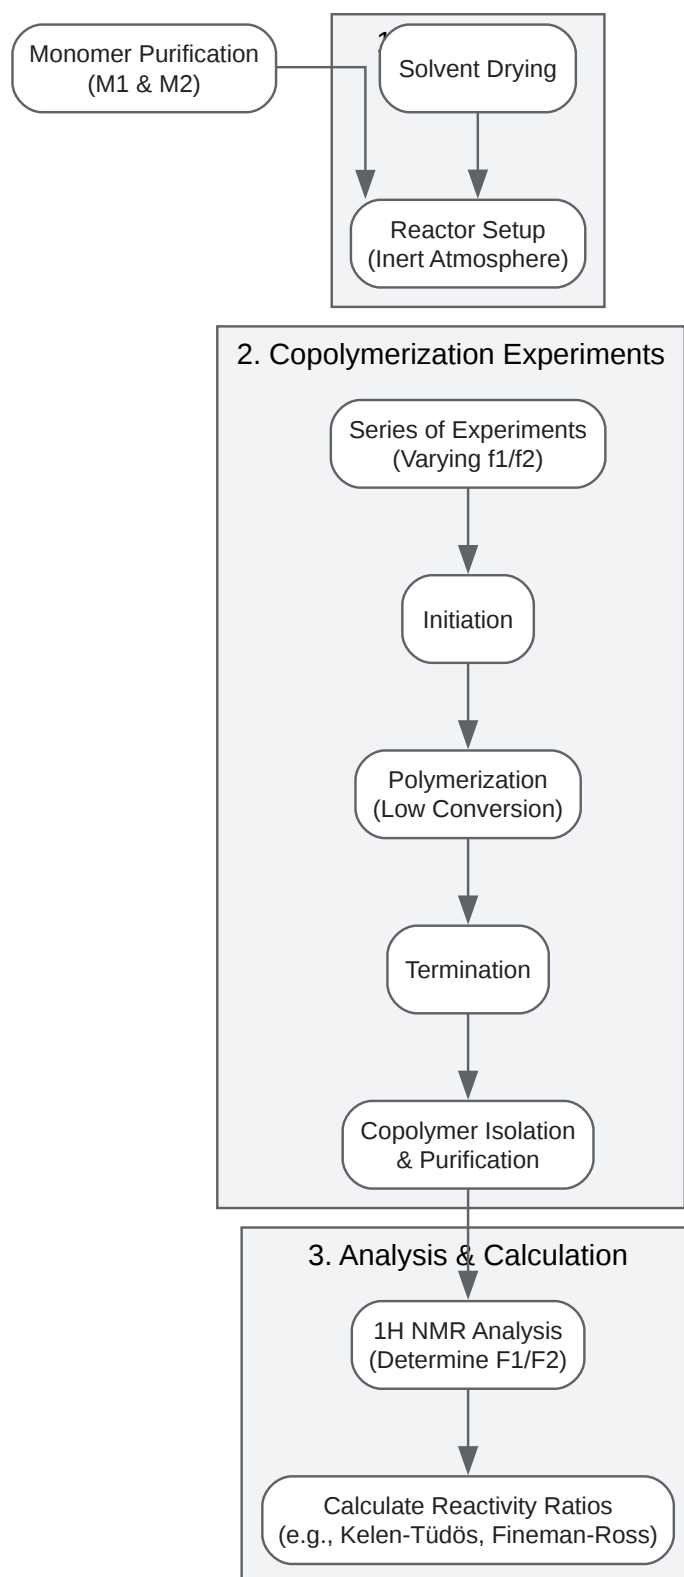 Monomer Purification
(M1 & M2)
Solvent Drying
Reactor Setup
(Inert Atmosphere)
2. Copolymerization Experiments
Series of Experiments
(Varying f1/f2)
Initiation
Polymerization
(Low Conversion)
Termination
Copolymer Isolation
& Purification
3. Analysis & Calculation
1H NMR Analysis
(Determine F1/F2)
Calculate Reactivity Ratios
(e.g., Kelen-Tüdös, Fineman-Ross)